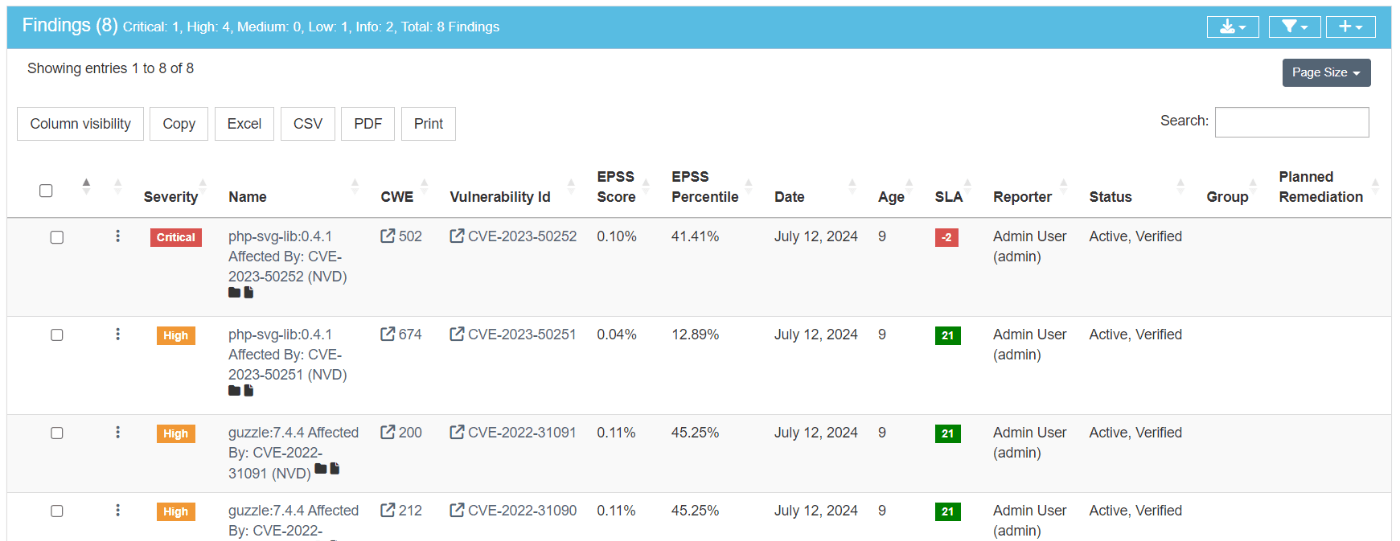 Findings (8) Critical: 1, High: 4, Medium: 0, Low: 1, Info: 2, Total: 8 Findings
Showing entries 1 to 8 of 8
Page Size
Column visibility Copy Excel CSV PDF Print
Search:
Severity Name CWE Vulnerability Id EPSS Score EPSS Percentile Date Age SLA Reporter Status Group Planned Remediation
Critical php-svg-lib:0.4.1 502 CVE-2023-50252 0.10% 41.41% July 12, 2024 9 -2 Admin User Active, Verified
Affected By: CVE- (admin)
2023-50252 (NVD)
High php-svg-lib:0.4.1 674 CVE-2023-50251 0.04% 12.89% July 12, 2024 9 21 Admin User Active, Verified
Affected By: CVE- (admin)
2023-50251 (NVD)
High guzzle:7.4.4 Affected 200 CVE-2022-31091 0.11% 45.25% July 12, 2024 9 21 Admin User Active, Verified
By: CVE-2022- (admin)
31091 (NVD)
High guzzle:7.4.4 Affected 212 CVE-2022-31090 0.11% 45.25% July 12, 2024 9 21 Admin User Active, Verified
By: CVE-2022- (admin)